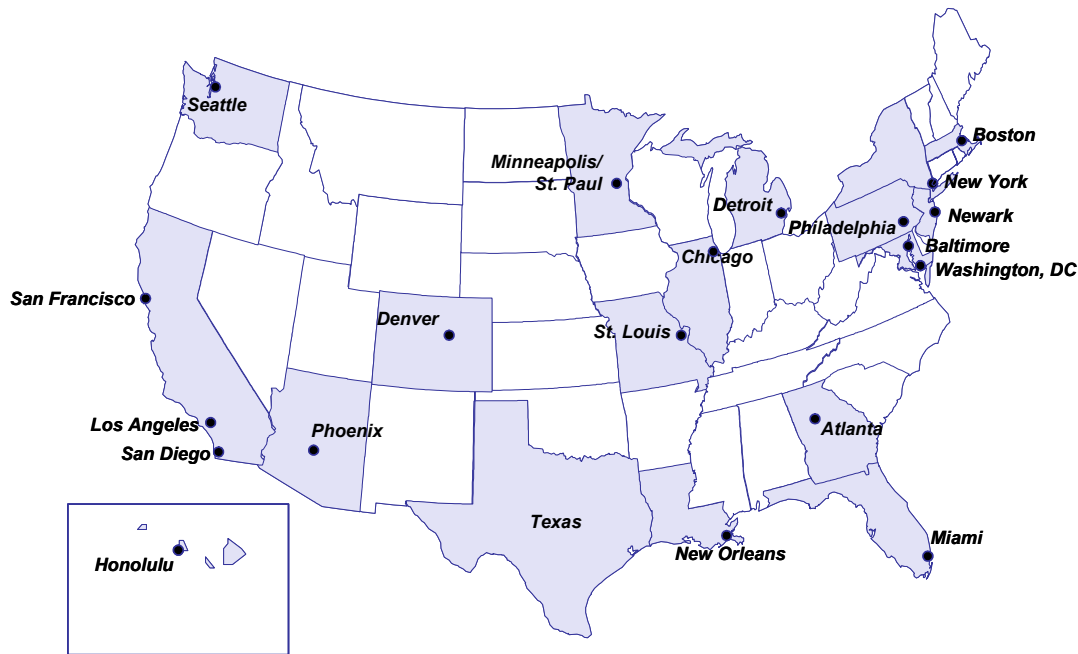 Seattle
Boston
Minneapolis/
St. Paul
New York
Detroit
Newark
Philadelphia
Baltimore
Chicago
Washington, DC
San Francisco
Denver
St. Louis
Los Angeles
Phoenix
Atlanta
San Diego
Texas
Miami
New Orleans
Honolulu